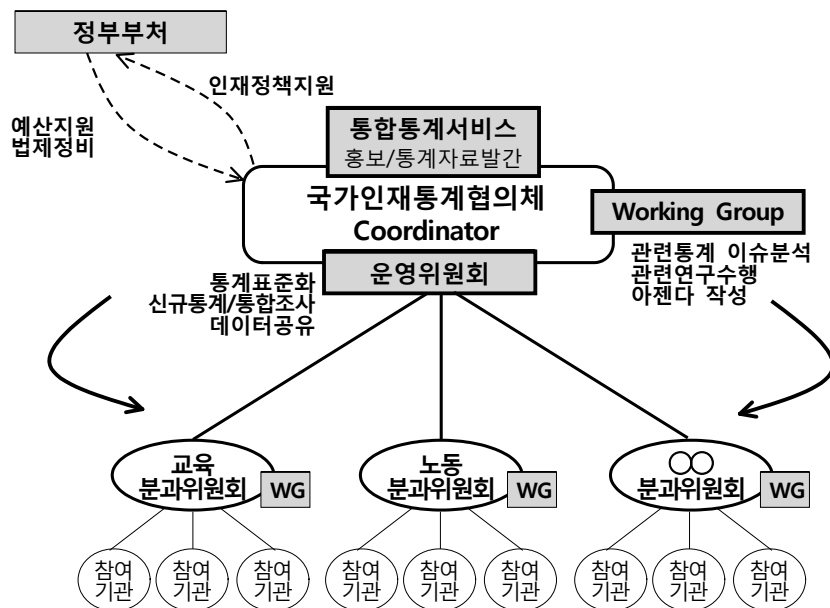 정부부처
인재정책지원
예산지원
법제정비
통합통계서비스
홍보/통계자료발간
국가인재통계협의체
Coordinator
Working Group
운영위원회
관련통계 이슈분석
관련연구수행
아젠다 작성
통계표준화
신규통계/통합조사
데이터공유
교육
분과위원회
WG
노동
분과위원회
WG
○○
분과위원회
WG
참여
기관
참여
기관
참여
기관
참여
기관
참여
기관
참여
기관
참여
기관
참여
기관
참여
기관